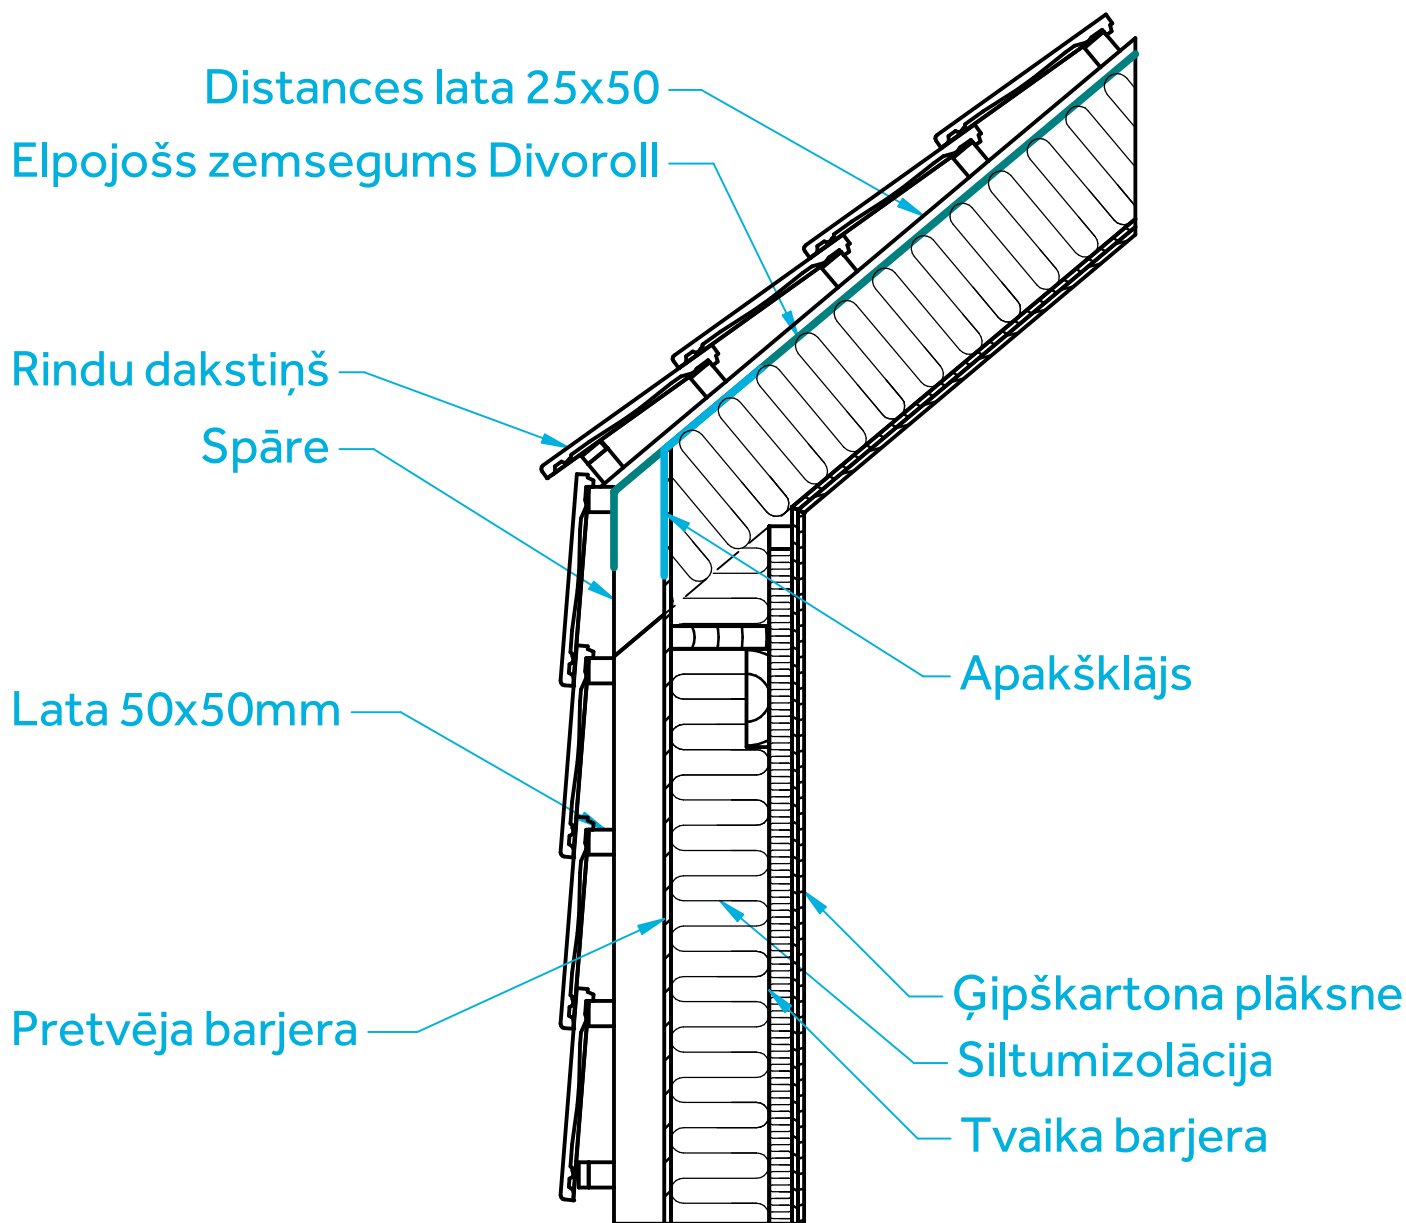 Distances lata 25x50
Elpojošs zemsegums Divoroll
Rindu dakstiņš
Spāre
Apakšklājs
Lata 50x50mm
Ģipškartona plāksne
Pretvēja barjera
Siltumizolācija
Tvaika barjera